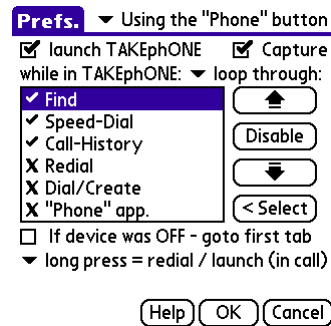 Prefs. ▼ Using the "Phone" button
☑ launch TAKEphONE ☑ Capture
while in TAKEphONE: ▼ loop through:
✔ Find
✔ Speed-Dial
✔ Call-History
X Redial
X Dial/Create
X "Phone" app.
Disable
< Select
☐ If device was OFF - goto first tab
▼ long press = redial / launch (in call)
Help OK Cancel